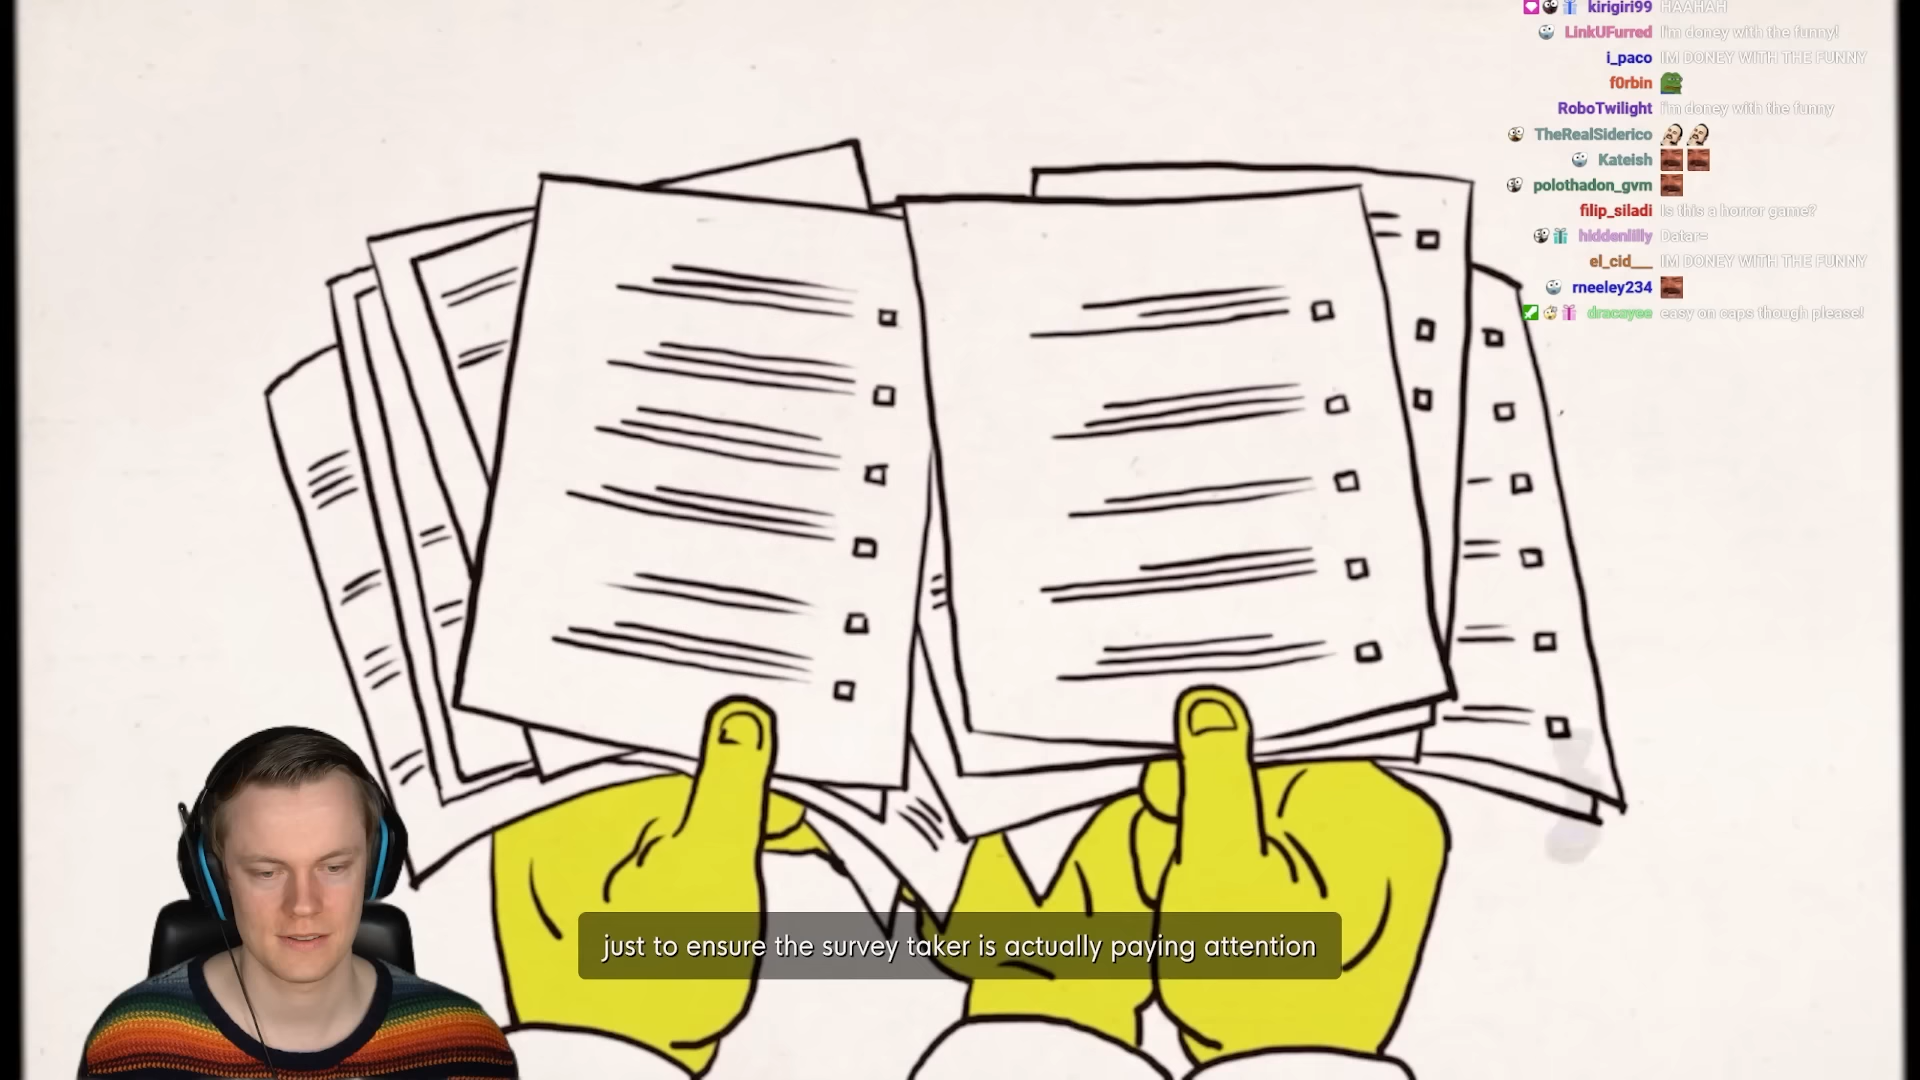 kirigiri99 HAAHAH
LinkUFurred I'm doney with the funny!
i_paco IM DONEY WITH THE FUNNY
f0rbin
RoboTwilight i'm doney with the funny
TheRealSiderico
Kateish
polothadon_gvm
filip_siladi Is this a horror game?
hiddenlilly Datar=
el_cid___ IM DONEY WITH THE FUNNY
rneeley234
dracayee easy on caps though please!
just to ensure the survey taker is actually paying attention